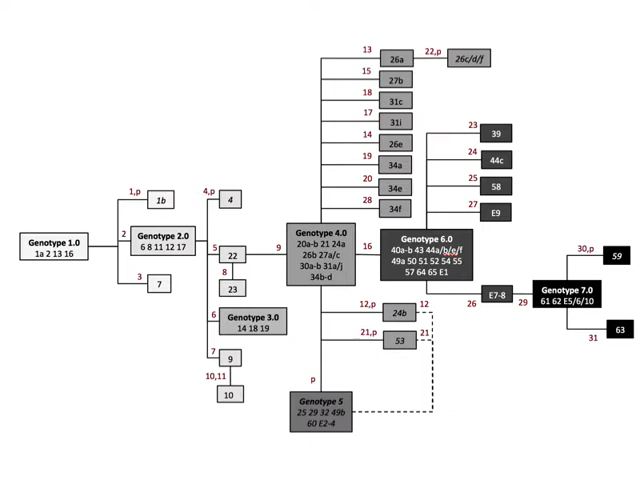 13
26a
22,p
26c/d/f
15
27b
18
31c
17
31i
14
26e
19
34a
20
34e
28
34f
23
39
24
44c
25
58
27
E9
1,p
1b
4,p
4
Genotype 1.0
1a 2 13 16
2
Genotype 2.0
6 8 11 12 17
3
7
5
22
8
23
6
Genotype 3.0
14 18 19
7
9
10,11
10
9
Genotype 4.0
20a-b 21 24a
26b 27a/c
30a-b 31a/j
34b-d
16
Genotype 6.0
40a-b 43 44a/b/e/f
49a 50 51 52 54 55
57 64 65 E1
26
E7-8
29
Genotype 7.0
61 62 E5/6/10
30,p
59
31
63
12,p
24b
12
21,p
53
21
p
Genotype 5
25 29 32 49b
60 E2-4